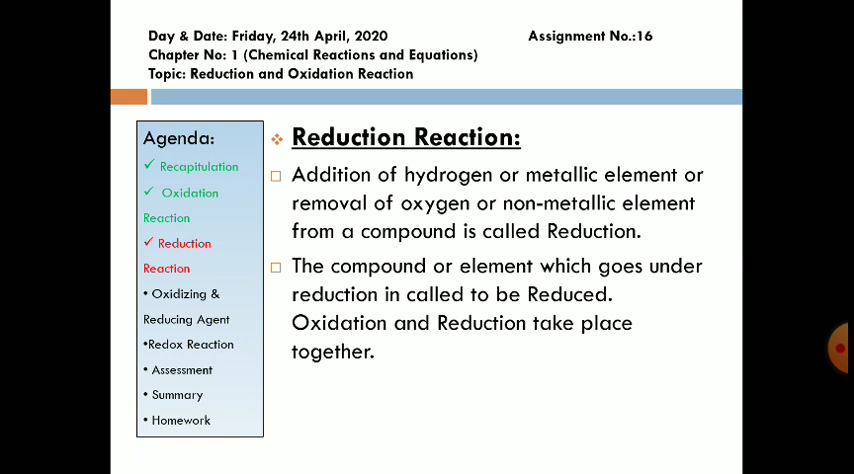 Day & Date: Friday, 24th April, 2020 Assignment No.:16
Chapter No: 1 (Chemical Reactions and Equations)
Topic: Reduction and Oxidation Reaction
Agenda:
✓ Recapitulation
✓ Oxidation
Reaction
✓ Reduction
Reaction
• Oxidizing &
Reducing Agent
•Redox Reaction
• Assessment
• Summary
• Homework
❖ Reduction Reaction:
□ Addition of hydrogen or metallic element or
removal of oxygen or non-metallic element
from a compound is called Reduction.
□ The compound or element which goes under
reduction in called to be Reduced.
Oxidation and Reduction take place
together.